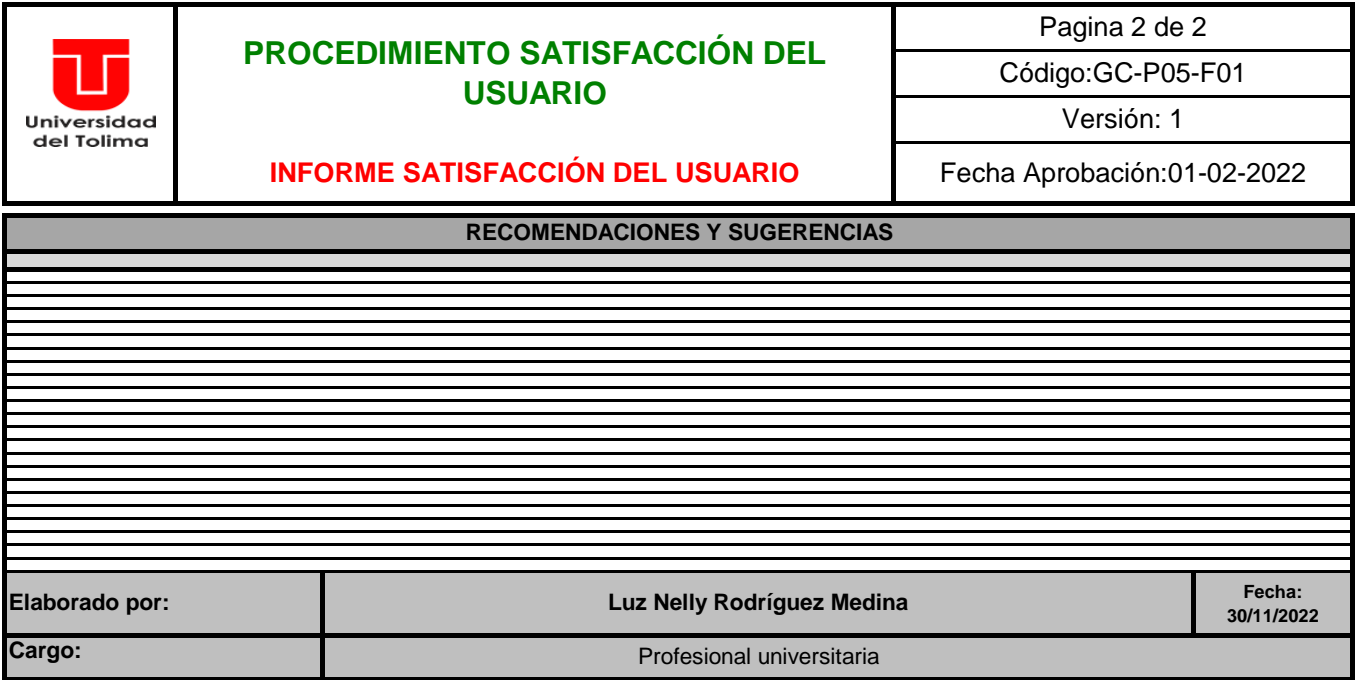 Universidad
del Tolima
PROCEDIMIENTO SATISFACCIÓN DEL
USUARIO
INFORME SATISFACCIÓN DEL USUARIO
Pagina 2 de 2
Código:GC-P05-F01
Versión: 1
Fecha Aprobación:01-02-2022
RECOMENDACIONES Y SUGERENCIAS
Elaborado por:
Luz Nelly Rodríguez Medina
Fecha:
30/11/2022
Cargo:
Profesional universitaria